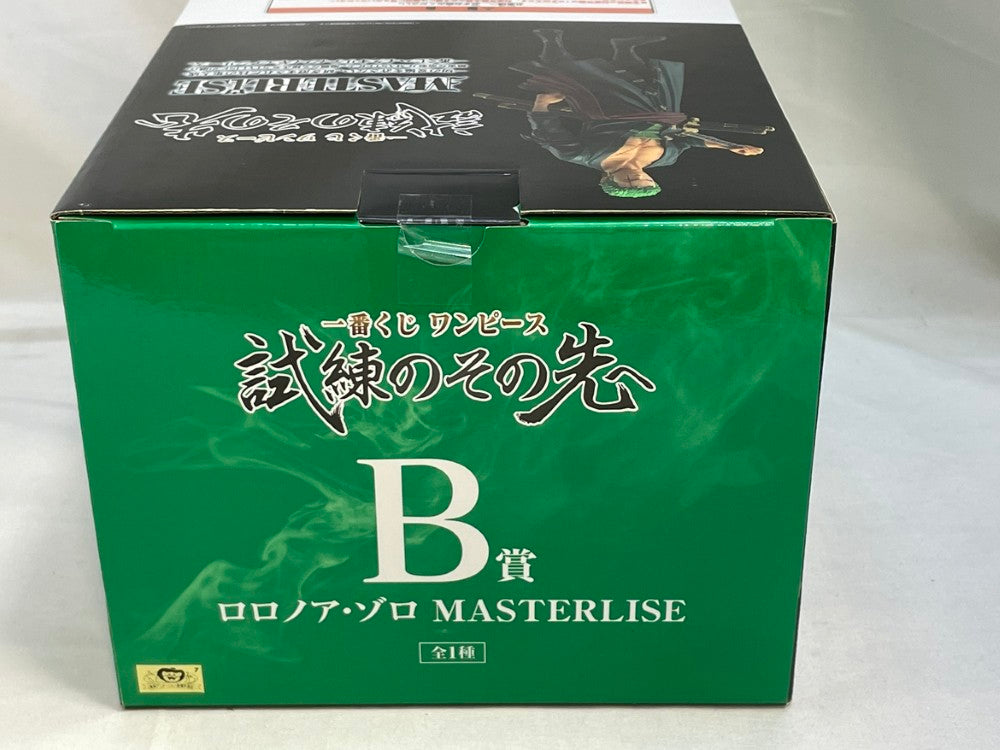 MASTERLISE
一番くじ ワンピース
試練のその先へ
一番くじ ワンピース
試練のその先へ
B賞
ロロノア・ゾロ MASTERLISE
全1種